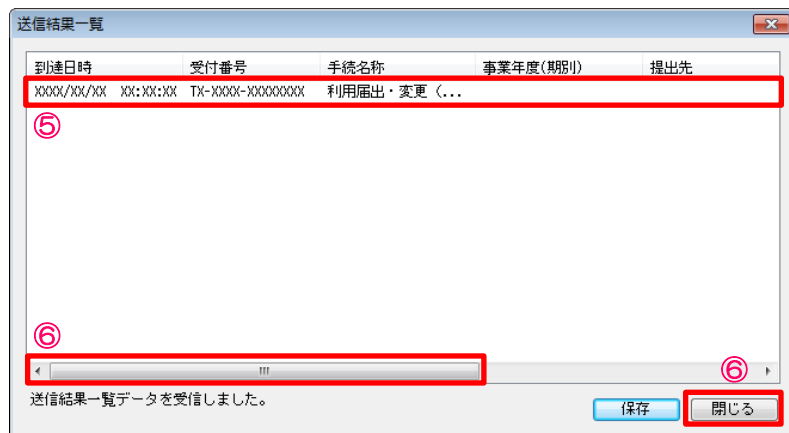 送信結果一覧
到達日時 受付番号 手続名称 事業年度(期別) 提出先
XXXX/XX/XX XX:XX:XX TX-XXXX-XXXXXXXX 利用届出・変更（...
⑤
⑥
⑥
送信結果一覧データを受信しました。
保存 閉じる